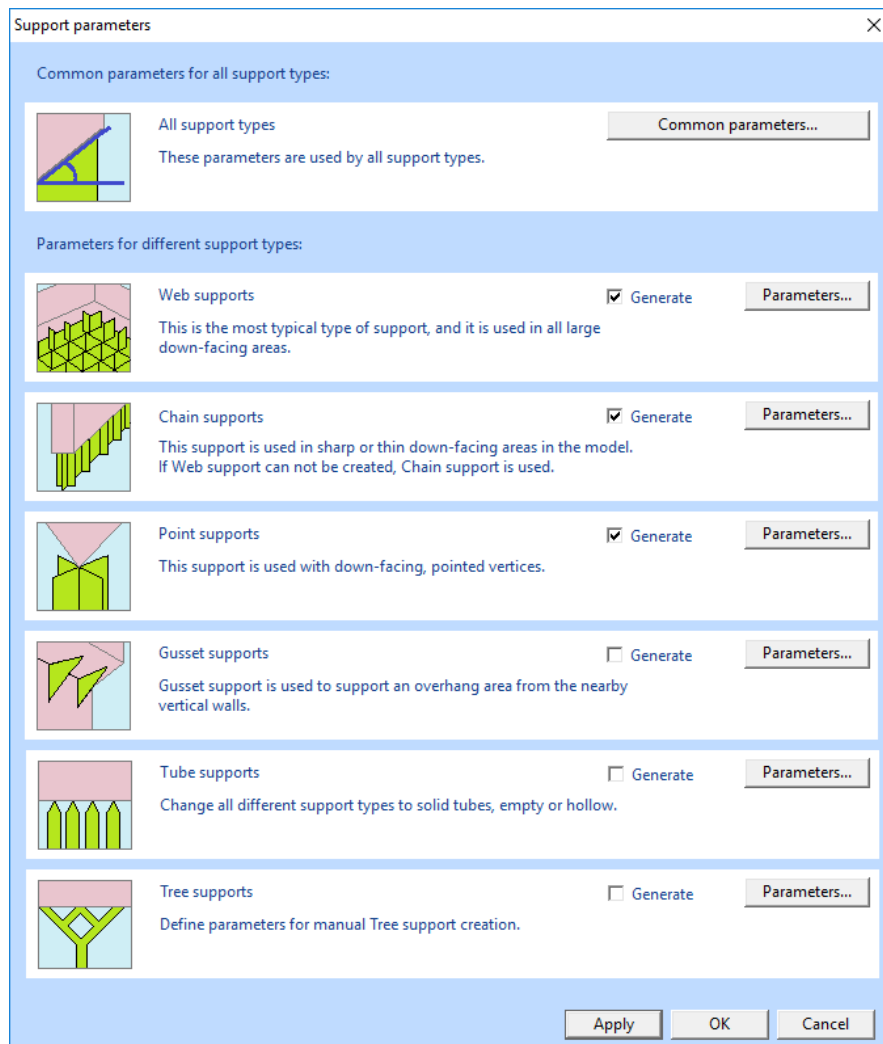 Support parameters
Common parameters for all support types:
All support types
Common parameters...
These parameters are used by all support types.
Parameters for different support types:
Web supports
Generate
Parameters...
This is the most typical type of support, and it is used in all large
down-facing areas.
Chain supports
Generate
Parameters...
This support is used in sharp or thin down-facing areas in the model.
If Web support can not be created, Chain support is used.
Point supports
Generate
Parameters...
This support is used with down-facing, pointed vertices.
Gusset supports
Generate
Parameters...
Gusset support is used to support an overhang area from the nearby
vertical walls.
Tube supports
Generate
Parameters...
Change all different support types to solid tubes, empty or hollow.
Tree supports
Generate
Parameters...
Define parameters for manual Tree support creation.
Apply
OK
Cancel